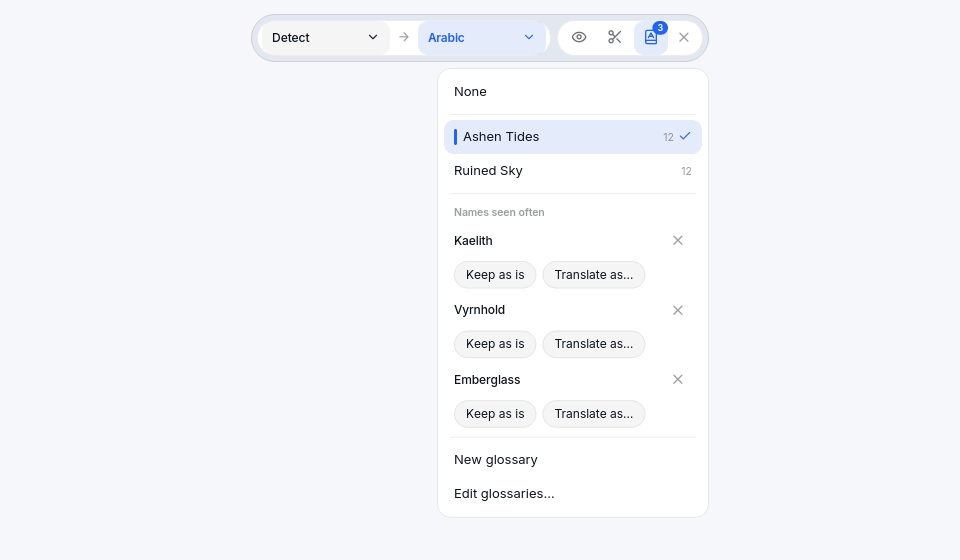 Detect
Arabic
3
None
Ashen Tides 12
Ruined Sky 12
Names seen often
Kaelith
Keep as is Translate as...
Vyrnhold
Keep as is Translate as...
Emberglass
Keep as is Translate as...
New glossary
Edit glossaries...